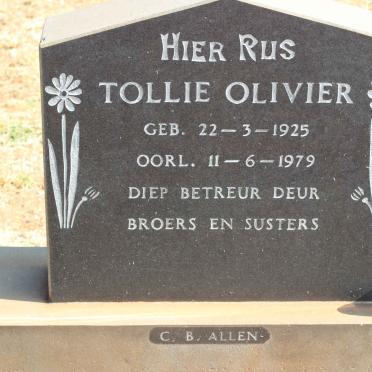 HIER RUS
TOLLIE OLIVIER
GEB. 22-3-1925
OORL. 11-6-1979
DIEP BETREUR DEUR
BROERS EN SUSTERS
C. B. ALLEN